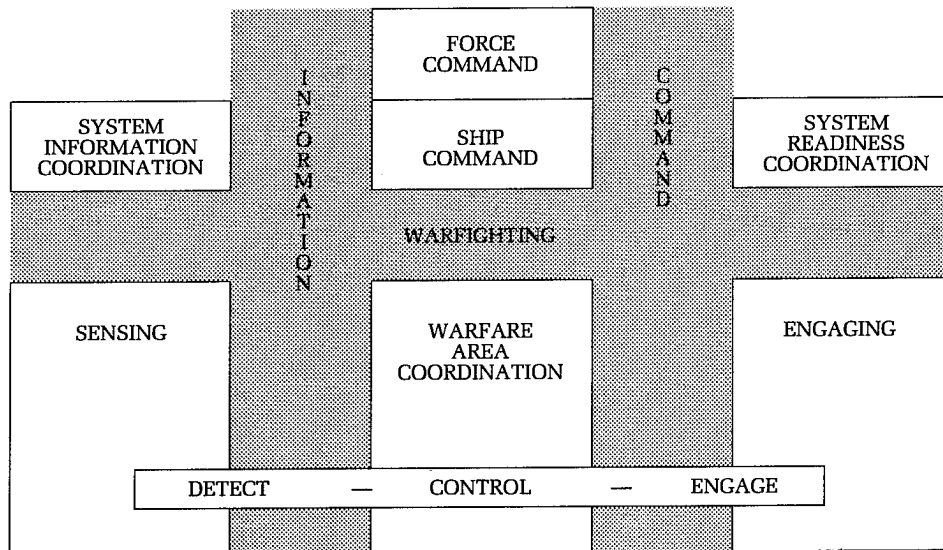 FORCE
COMMAND
INFORMATION
COMMAND
SYSTEM
INFORMATION
COORDINATION
SHIP
COMMAND
SYSTEM
READINESS
COORDINATION
WARFIGHTING
SENSING
WARFARE
AREA
COORDINATION
ENGAGING
DETECT — CONTROL — ENGAGE